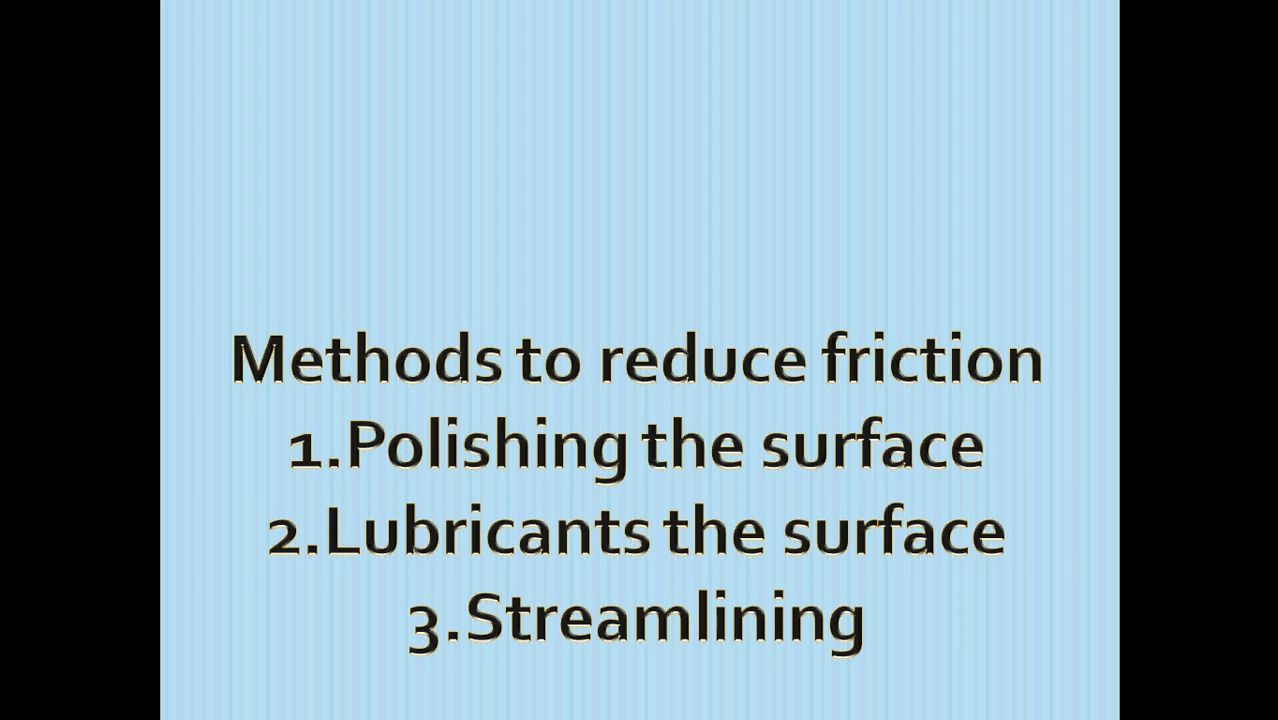 Methods to reduce friction
1.Polishing the surface
2.Lubricants the surface
3.Streamlining